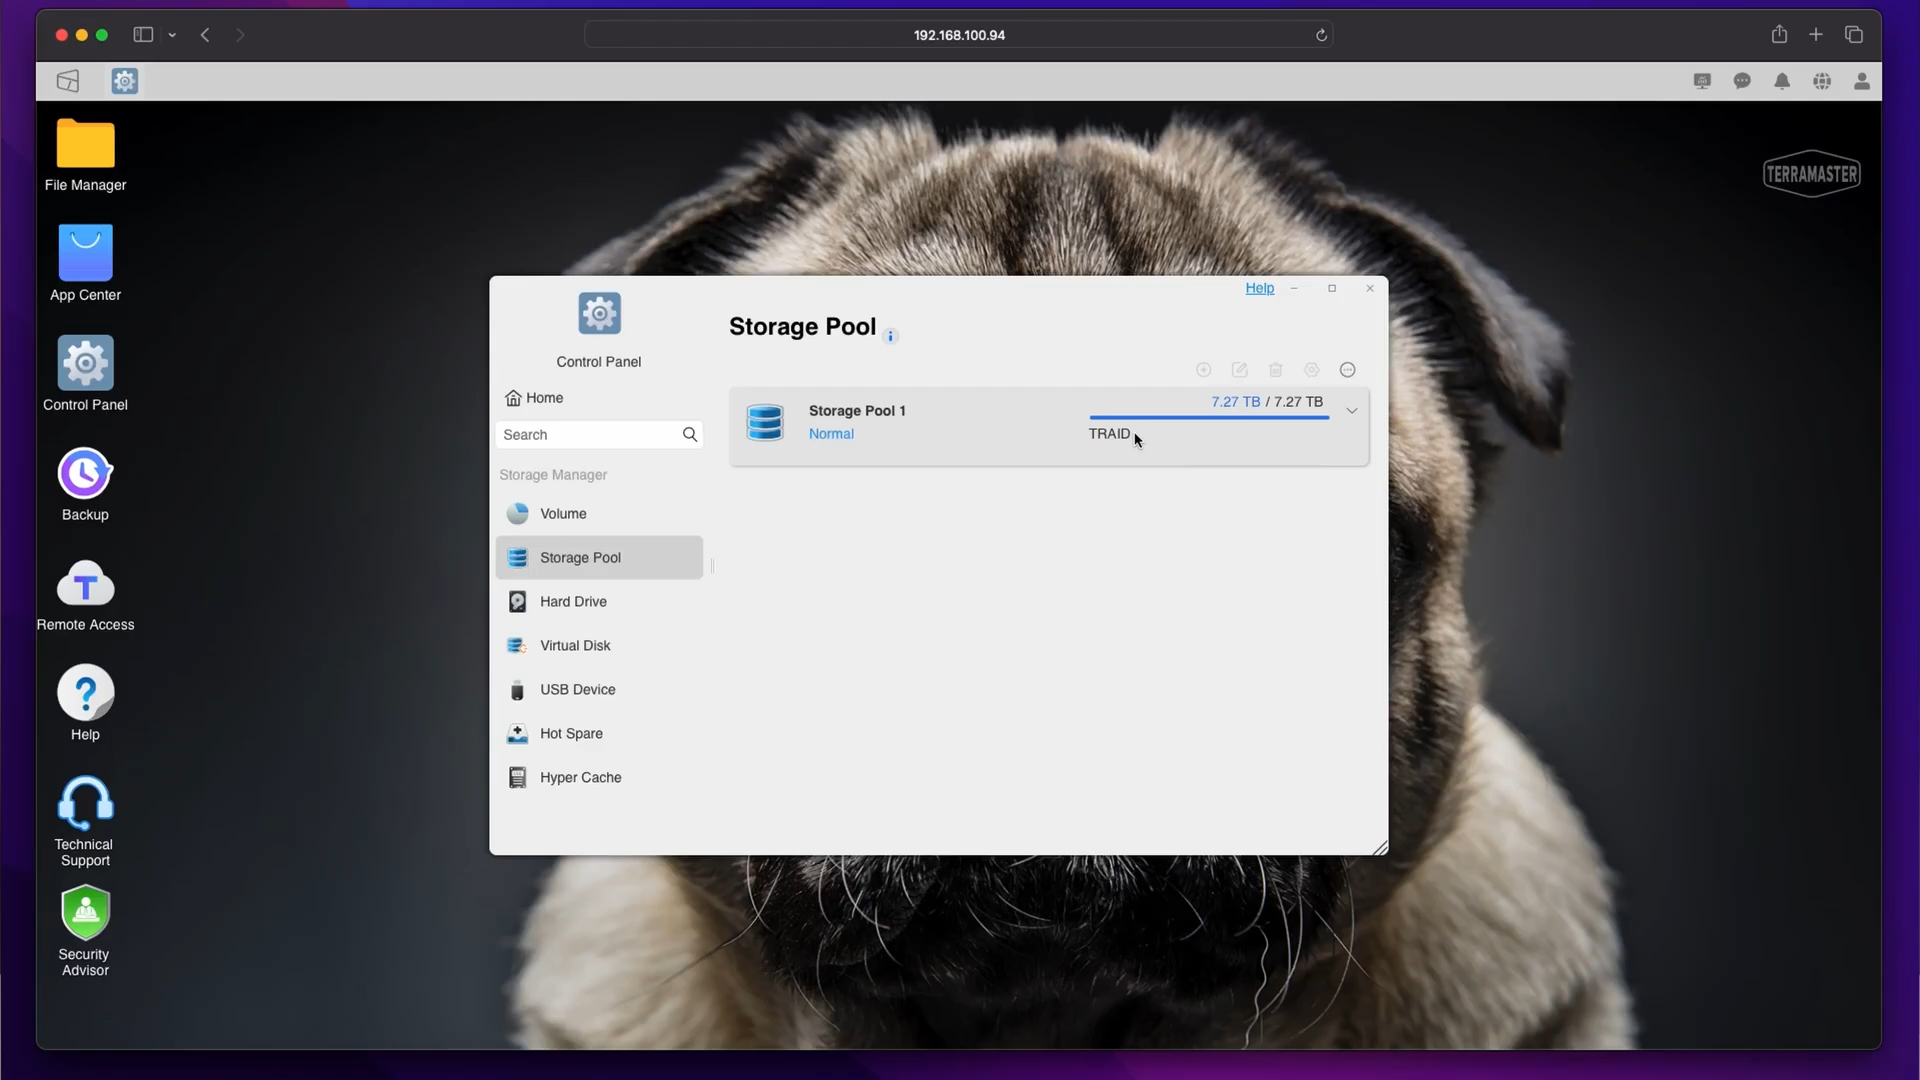 192.168.100.94
File Manager
App Center
Control Panel
Backup
T
Remote Access
?
Help
Technical
Support
Security
Advisor
TERRAMASTER
Control Panel
Home
Search
Storage Manager
Volume
Storage Pool
Hard Drive
Virtual Disk
USB Device
Hot Spare
Hyper Cache
Help
Storage Pool
Storage Pool 1
Normal
7.27 TB / 7.27 TB
TRAID